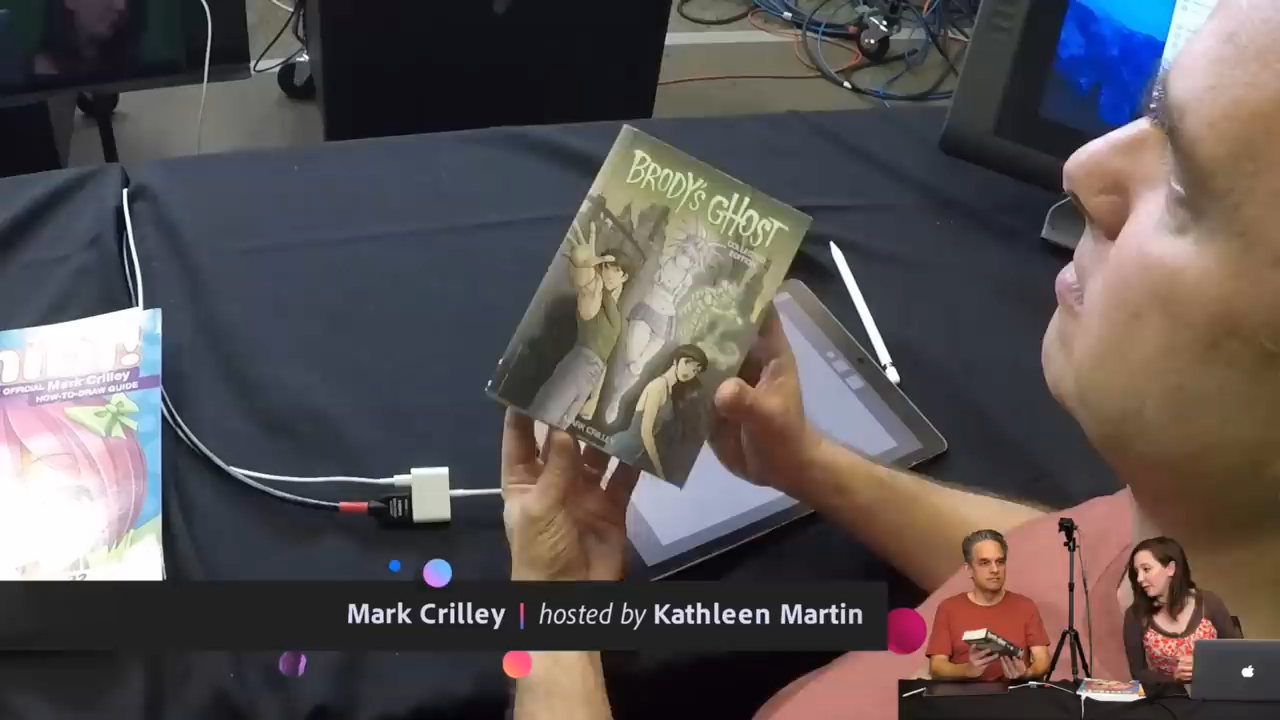 BRODY'S GHOST
COLLECTED
EDITION
MARK CRILLEY
OFFICIAL Mark Crilley
HOW-TO-DRAW GUIDE
Mark Crilley | hosted by Kathleen Martin